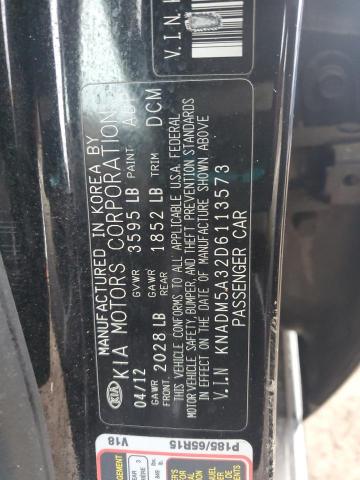 MANUFACTURED IN KOREA BY
KIA KIA MOTORS CORPORATION
04/12 GVWR 3595 LB PAINT
GAWR FRONT 2028 LB GAWR REAR 1852 LB TRIM DCM
THIS VEHICLE CONFORMS TO ALL APPLICABLE U.S.A. FEDERAL
MOTOR VEHICLE SAFETY, BUMPER, AND THEFT PREVENTION STANDARDS
IN EFFECT ON THE DATE OF MANUFACTURE SHOWN ABOVE
V.I.N KNADM5A32D6113573
PASSENGER CAR
V.I.N.
V18 P185/65R15